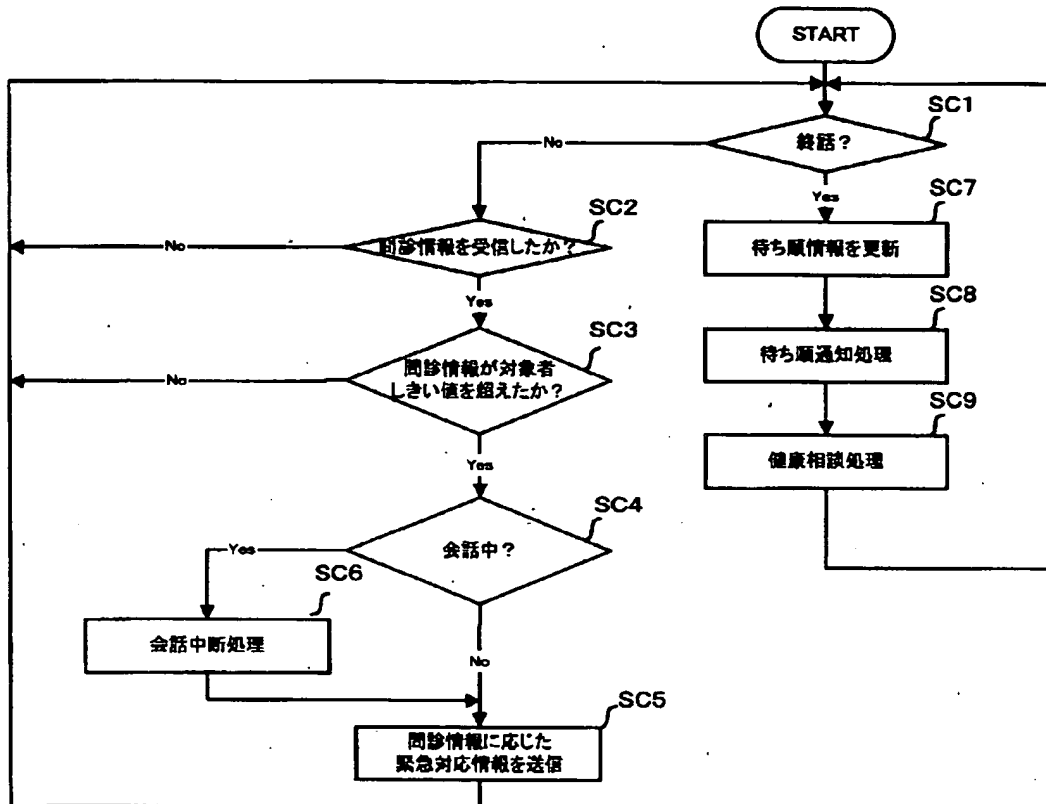 START
SC1
終話？
No
Yes
SC7
待ち順情報を更新
SC2
問診情報を受信したか？
No
Yes
SC8
待ち順通知処理
SC3
問診情報が対象者
しきい値を超えたか？
No
Yes
SC9
健康相談処理
SC4
会話中？
Yes
No
SC6
会話中断処理
SC5
問診情報に応じた
緊急対応情報を送信